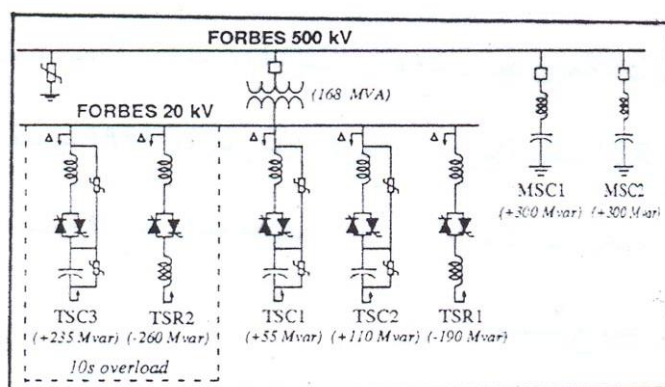 FORBES 500 kV
(168 MVA)
FORBES 20 kV
Δ Δ Δ Δ Δ
MSC1 MSC2
(+300 Mvar) (+300 Mvar)
TSC3 TSR2 TSC1 TSC2 TSR1
(+235 Mvar) (-260 Mvar) (+55 Mvar) (+110 Mvar) (-190 Mvar)
10s overload